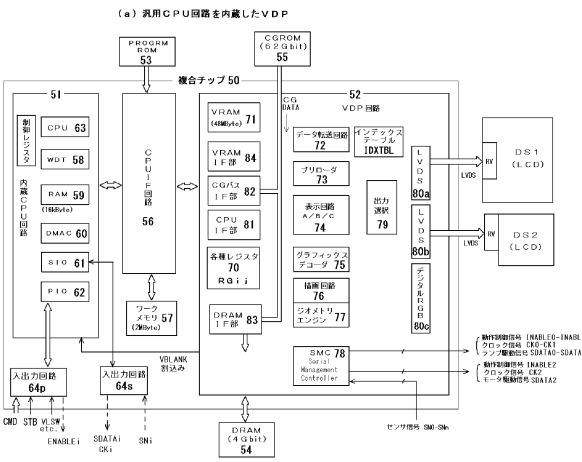 (a) 汎用CPU回路を内蔵したVDP
PROGRM
ROM
53
CGROM
(62Gbit)
55
複合チップ 50
51
制御レジスタ
内蔵CPU回路
CPU 63
WDT 58
RAM 59
(16kByte)
DMAC 60
SIO 61
PIO 62
CPUIF回路
56
ワーク
メモリ 57
(2MByte)
52
VDP回路
CG
DATA
VRAM 71
(48MByte)
VRAM 84
IF部
CGバス 82
IF部
CPU 81
IF部
各種レジスタ
70
RGij
DRAM 83
IF部
データ転送回路
72
プリローダ
73
表示回路
A/B/C
74
グラフィックス
デコーダ 75
描画回路
76
ジオメトリ
エンジン 77
SMC 78
Serial
Management
Controller
インデックス
テーブル
IDXTBL
出力
選択
79
LVDS
80a
LVDS
80b
デジタルRGB
80c
LVDS
RV
DS1
(LCD)
LVDS
RV
DS2
(LCD)
動作制御信号 INABLE0-INABLE
クロック信号 CK0-CK1
ランプ駆動信号 SDATA0-SDATA
動作制御信号 INABLE2
クロック信号 CK2
モータ駆動信号 SDATA2
センサ信号 SN0-SNn
VBLANK
割込み
入出力回路
64p
入出力回路
64s
CMD STB VLSW
etc.
ENABLEi
SDATAi
CKi
SNi
DRAM
(4Gbit)
54